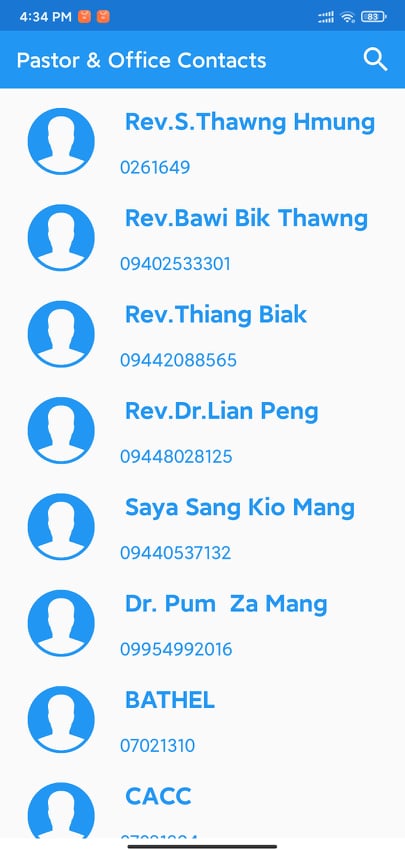 4:34 PM
83
Pastor & Office Contacts
Rev.S.Thawng Hmung
0261649
Rev.Bawi Bik Thawng
09402533301
Rev.Thiang Biak
09442088565
Rev.Dr.Lian Peng
09448028125
Saya Sang Kio Mang
09440537132
Dr. Pum  Za Mang
09954992016
BATHEL
07021310
CACC